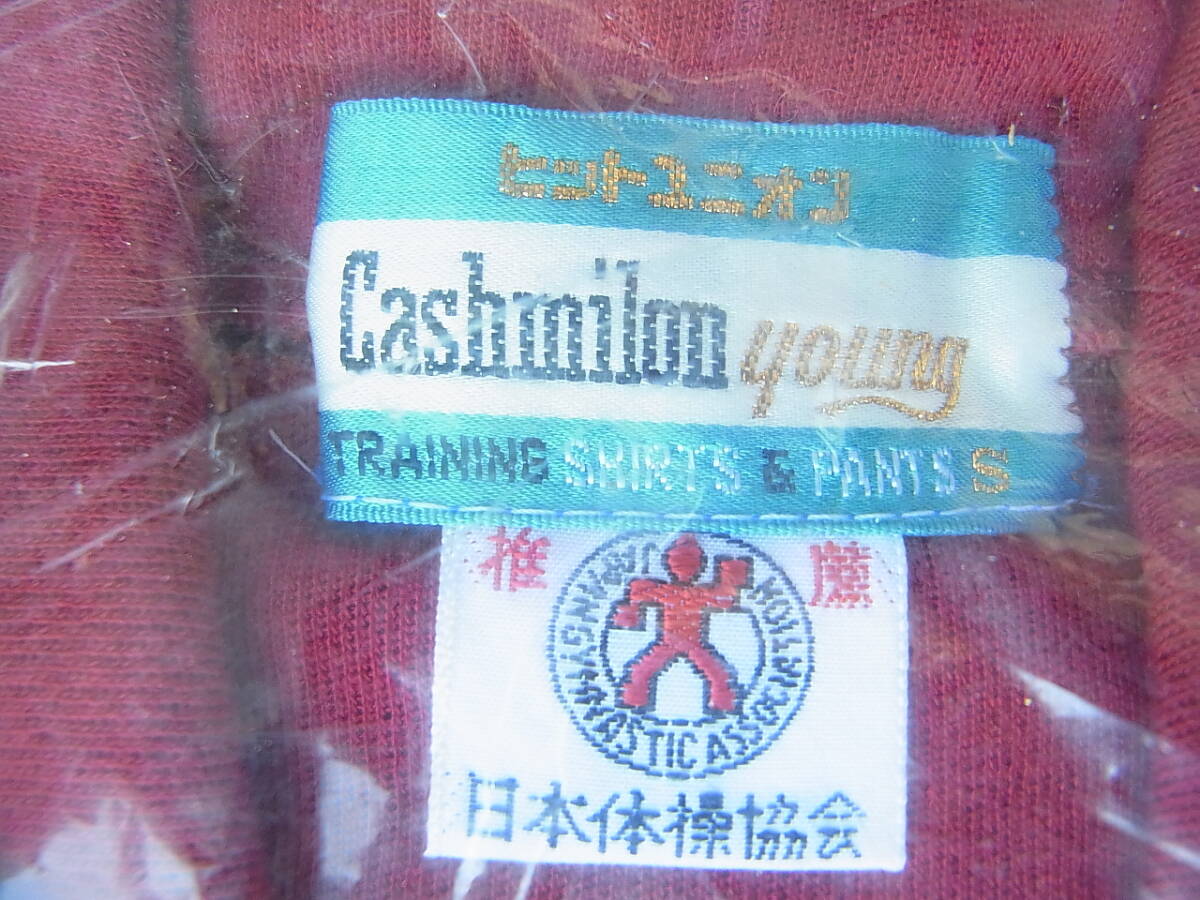 ヒットユニオン
Cashmilon young
TRAINING SHIRTS & PANTS S
推薦
JAPAN GYMNASTIC ASSOCIATION
日本体操協会